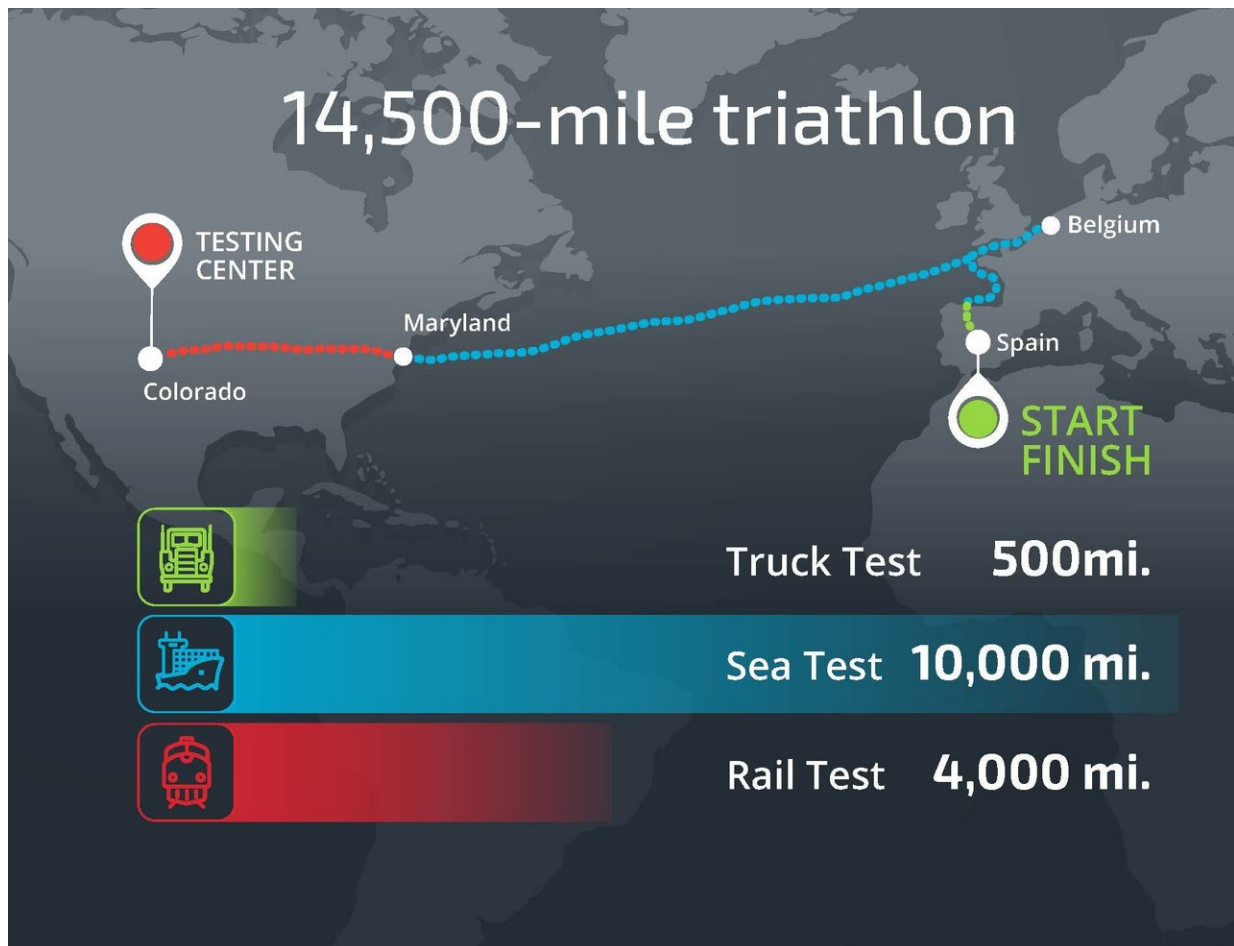 14,500-mile triathlon
TESTING
CENTER
Belgium
Maryland
Spain
Colorado
START
FINISH
Truck Test 500mi.
Sea Test 10,000 mi.
Rail Test 4,000 mi.